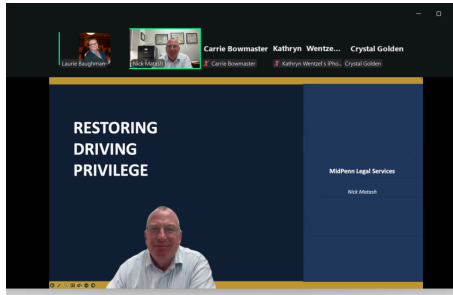 Carrie Bowmaster Kathryn Wentze... Crystal Golden
Laurie Baughman Nick Matash Carrie Bowmaster Kathryn Wentzel's iPho... Crystal Golden
RESTORING
DRIVING
PRIVILEGE
MidPenn Legal Services
Nick Matash